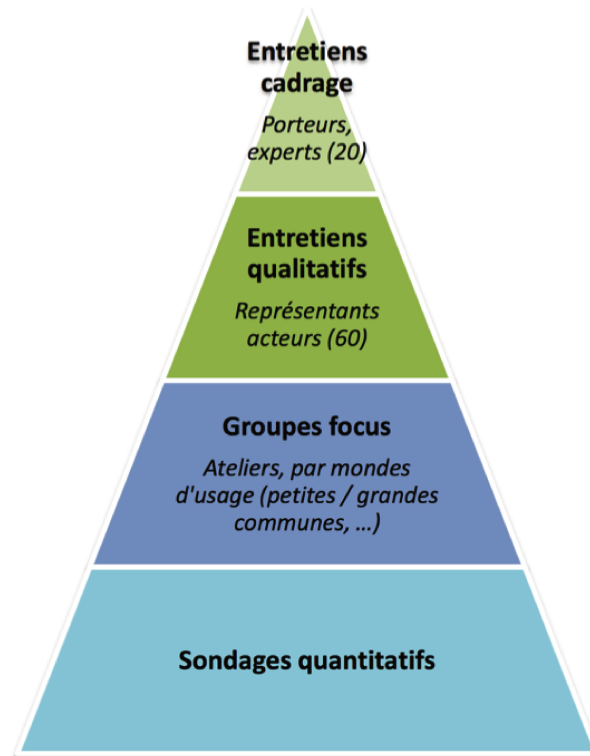 Entretiens
cadrage
Porteurs,
experts (20)
Entretiens
qualitatifs
Représentants
acteurs (60)
Groupes focus
Ateliers, par mondes
d'usage (petites / grandes
communes, ...)
Sondages quantitatifs